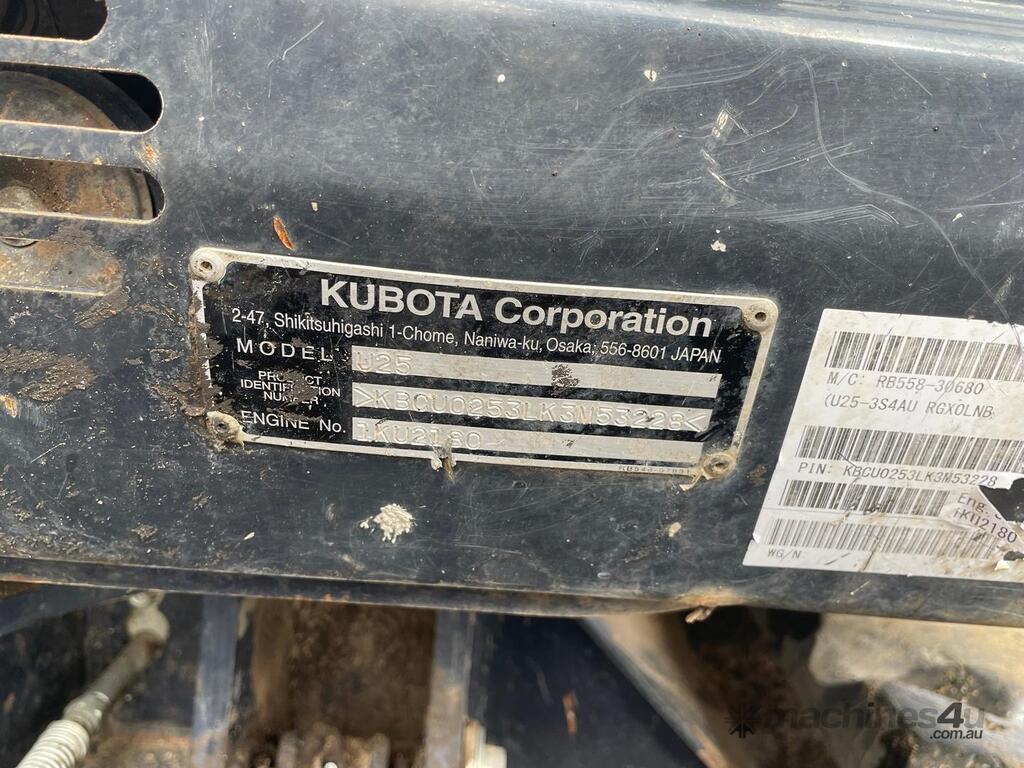 KUBOTA Corporation
2-47, Shikitsuhigashi 1-Chome, Naniwa-ku, Osaka, 556-8601 JAPAN
MODEL U25
PRODUCT
IDENTIFICATION
NUMBER >KBCU0253LK3M53228<
ENGINE No. 1KU2180
M/C: RB558-30680
(U25-3S4AU RGXOLNB
PIN: KBCU0253LK3M53228
Eng.
1KU2180
WG/N:
machines4u
.com.au